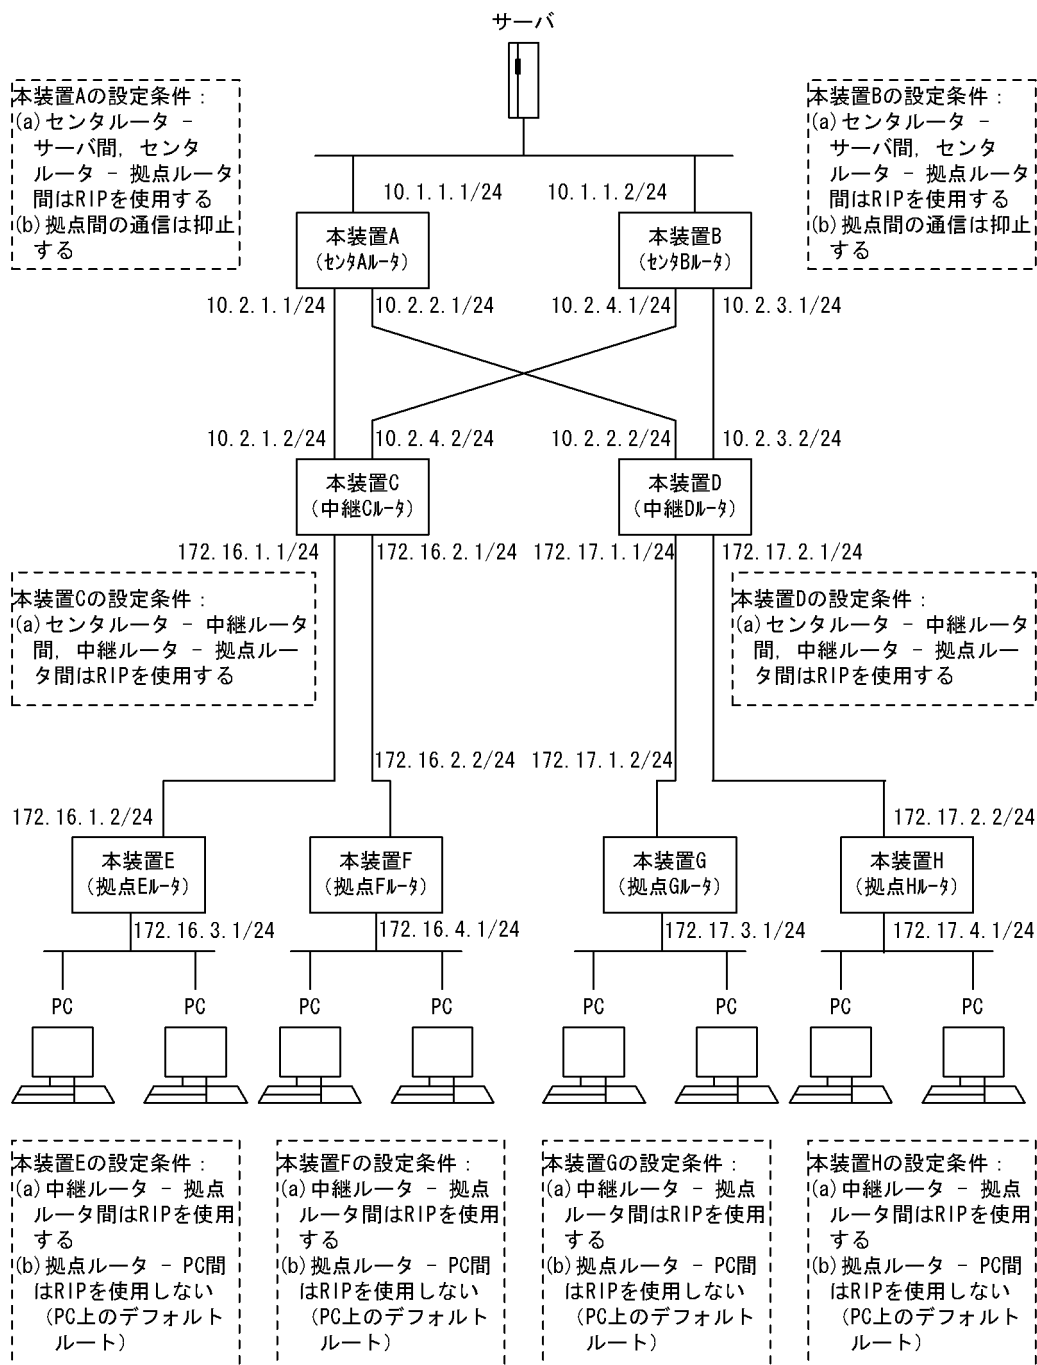 サーバ
本装置Aの設定条件：
(a)センタルータ － 
サーバ間，センタ
ルータ － 拠点ルータ
間はRIPを使用する
(b)拠点間の通信は抑止
する
本装置Bの設定条件：
(a)センタルータ － 
サーバ間，センタ
ルータ － 拠点ルータ
間はRIPを使用する
(b)拠点間の通信は抑止
する
10.1.1.1/24
10.1.1.2/24
本装置A
（ｾﾝﾀAﾙｰﾀ）
本装置B
（ｾﾝﾀBﾙｰﾀ）
10.2.1.1/24
10.2.2.1/24
10.2.4.1/24
10.2.3.1/24
10.2.1.2/24
10.2.4.2/24
10.2.2.2/24
10.2.3.2/24
本装置C
（中継Cﾙｰﾀ）
本装置D
（中継Dﾙｰﾀ）
172.16.1.1/24
172.16.2.1/24
172.17.1.1/24
172.17.2.1/24
本装置Cの設定条件：
(a)センタルータ － 中継ルータ
間，中継ルータ － 拠点ルー
タ間はRIPを使用する
本装置Dの設定条件：
(a)センタルータ － 中継ルータ
間，中継ルータ － 拠点ルー
タ間はRIPを使用する
172.16.2.2/24
172.17.1.2/24
172.16.1.2/24
172.17.2.2/24
本装置E
（拠点Eﾙｰﾀ）
本装置F
（拠点Fﾙｰﾀ）
本装置G
（拠点Gﾙｰﾀ）
本装置H
（拠点Hﾙｰﾀ）
172.16.3.1/24
172.16.4.1/24
172.17.3.1/24
172.17.4.1/24
PC
PC
PC
PC
PC
PC
PC
PC
本装置Eの設定条件：
(a)中継ルータ － 拠点
ルータ間はRIPを使用
する
(b)拠点ルータ － PC間
はRIPを使用しない
（PC上のデフォルト
ルート）
本装置Fの設定条件：
(a)中継ルータ － 拠点
ルータ間はRIPを使用
する
(b)拠点ルータ － PC間
はRIPを使用しない
（PC上のデフォルト
ルート）
本装置Gの設定条件：
(a)中継ルータ － 拠点
ルータ間はRIPを使用
する
(b)拠点ルータ － PC間
はRIPを使用しない
（PC上のデフォルト
ルート）
本装置Hの設定条件：
(a)中継ルータ － 拠点
ルータ間はRIPを使用
する
(b)拠点ルータ － PC間
はRIPを使用しない
（PC上のデフォルト
ルート）